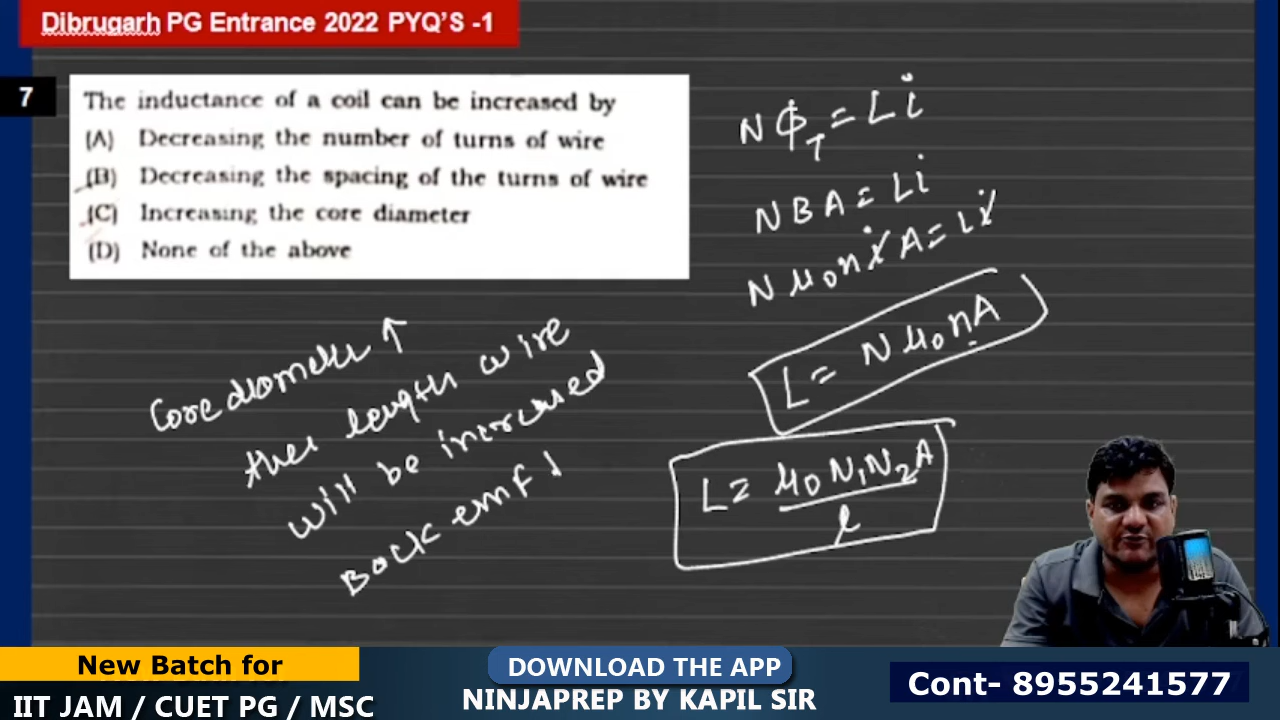 Dibrugarh PG Entrance 2022 PYQ'S -1
7
The inductance of a coil can be increased by
(A) Decreasing the number of turns of wire
(B) Decreasing the spacing of the turns of wire
(C) Increasing the core diameter
(D) None of the above
NΦ_T = Li
NBA = Li
Nμ₀niA = Li
L = Nμ₀nA
L = μ₀N₁N₂A / l
Core diameter ↑
length wire
will be increased
Back emf
New Batch for
IIT JAM / CUET PG / MSC
DOWNLOAD THE APP
NINJAPREP BY KAPIL SIR
Cont- 8955241577